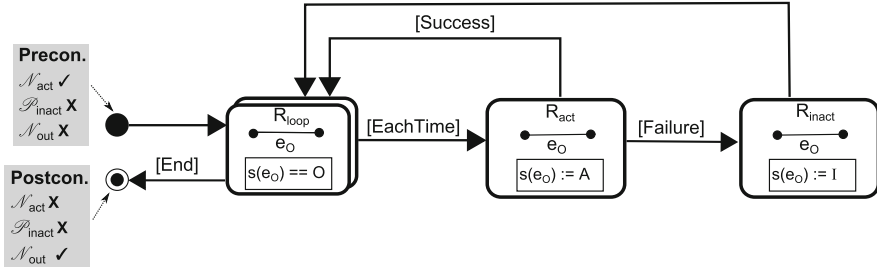 [Success]
Precon.
𝒩act ✓
𝒫inact X
𝒩out X
Rloop
eO
s(eO) == O
[EachTime]
Ract
eO
s(eO) := A
[Failure]
Rinact
eO
s(eO) := I
[End]
Postcon.
𝒩act X
𝒫inact X
𝒩out ✓